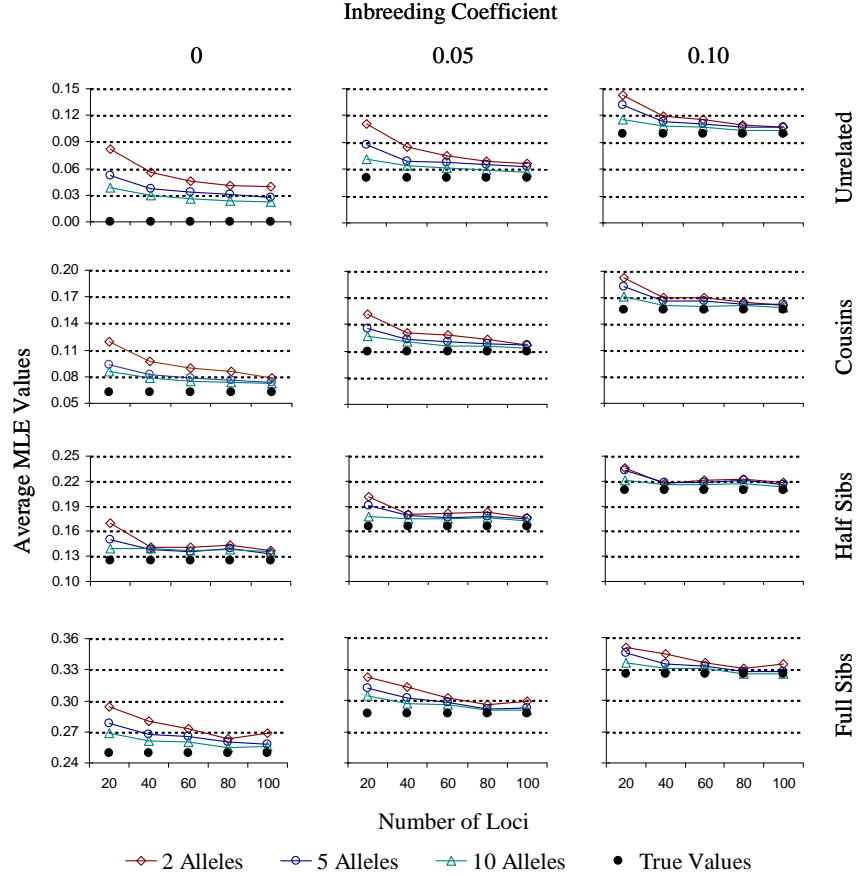 Inbreeding Coefficient
0 0.05 0.10
0.15
0.12
0.09
0.06
0.03
0.00
Unrelated
0.20
0.17
0.14
0.11
0.08
0.05
Cousins
Average MLE Values
0.25
0.22
0.19
0.16
0.13
0.10
Half Sibs
0.36
0.33
0.30
0.27
0.24
Full Sibs
20 40 60 80 100 20 40 60 80 100 20 40 60 80 100
Number of Loci
2 Alleles 5 Alleles 10 Alleles True Values